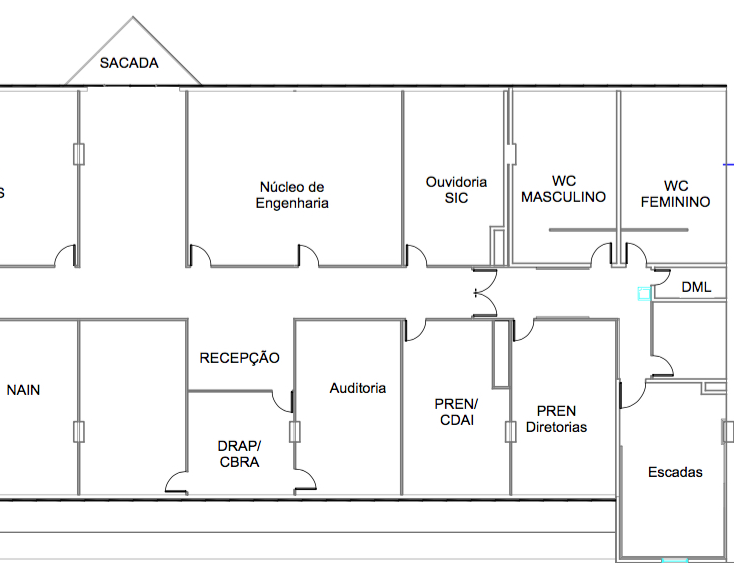 SACADA
S
Núcleo de
Engenharia
Ouvidoria
SIC
WC
MASCULINO
WC
FEMININO
DML
RECEPÇÃO
NAIN
Auditoria
DRAP/
CBRA
PREN/
CDAI
PREN
Diretorias
Escadas